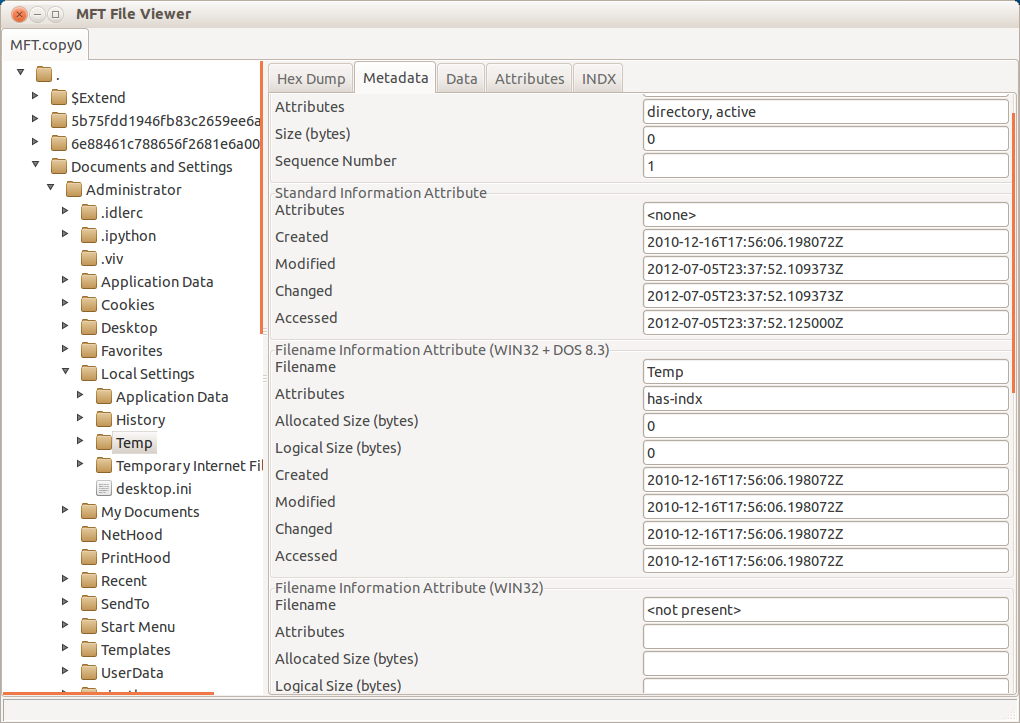 MFT File Viewer
MFT.copy0
.
$Extend
5b75fdd1946fb83c2659ee6a
6e88461c788656f2681e6a00
Documents and Settings
Administrator
.idlerc
.ipython
.viv
Application Data
Cookies
Desktop
Favorites
Local Settings
Application Data
History
Temp
Temporary Internet Fil
desktop.ini
My Documents
NetHood
PrintHood
Recent
SendTo
Start Menu
Templates
UserData
Hex Dump Metadata Data Attributes INDX
Attributes directory, active
Size (bytes) 0
Sequence Number 1
Standard Information Attribute
Attributes <none>
Created 2010-12-16T17:56:06.198072Z
Modified 2012-07-05T23:37:52.109373Z
Changed 2012-07-05T23:37:52.109373Z
Accessed 2012-07-05T23:37:52.125000Z
Filename Information Attribute (WIN32 + DOS 8.3)
Filename Temp
Attributes has-indx
Allocated Size (bytes) 0
Logical Size (bytes) 0
Created 2010-12-16T17:56:06.198072Z
Modified 2010-12-16T17:56:06.198072Z
Changed 2010-12-16T17:56:06.198072Z
Accessed 2010-12-16T17:56:06.198072Z
Filename Information Attribute (WIN32)
Filename <not present>
Attributes
Allocated Size (bytes)
Logical Size (bytes)